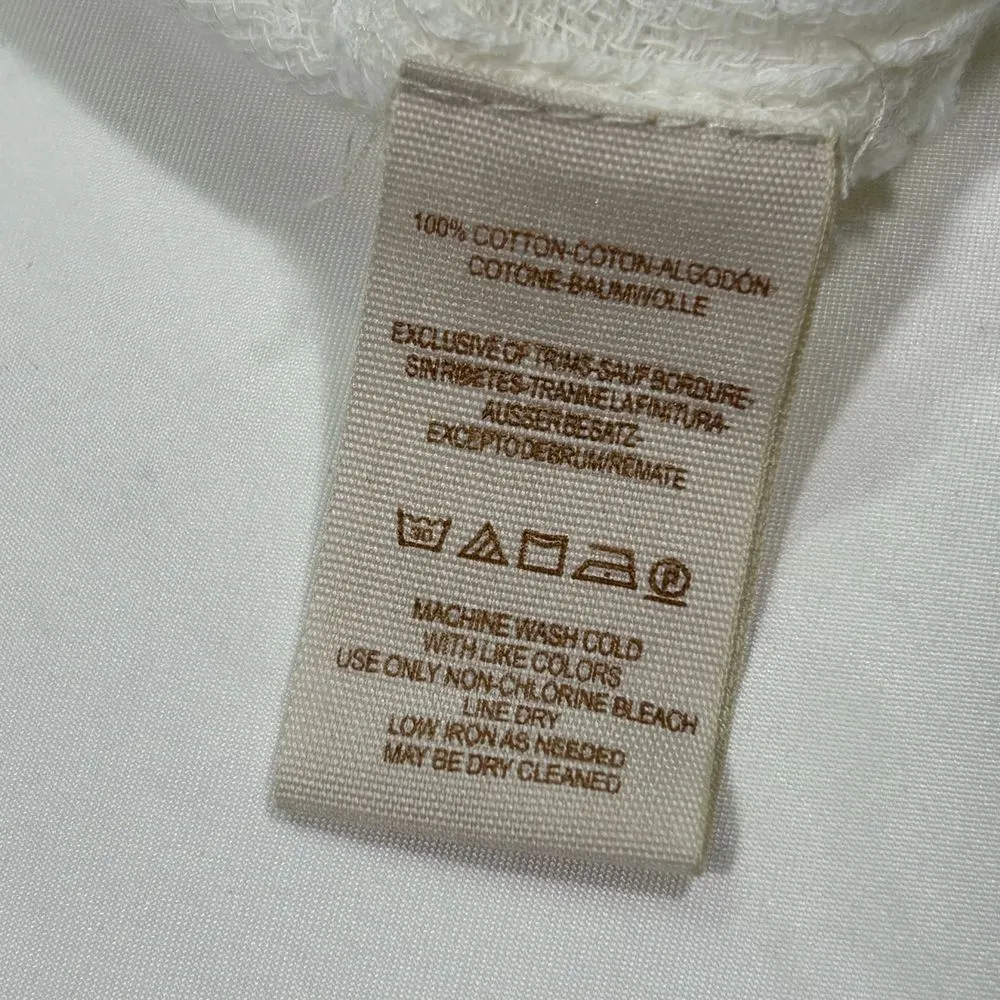 100% COTTON-COTON-ALGODÓN-
COTONE-BAUMWOLLE
EXCLUSIVE OF TRIMS-SAUF BORDURE-
SIN RIBETES-TRANNE LA FINITURA-
AUSSER BESATZ-
EXCEPTO DEBRUM/REMATE
30
P
MACHINE WASH COLD
WITH LIKE COLORS
USE ONLY NON-CHLORINE BLEACH
LINE DRY
LOW IRON AS NEEDED
MAY BE DRY CLEANED